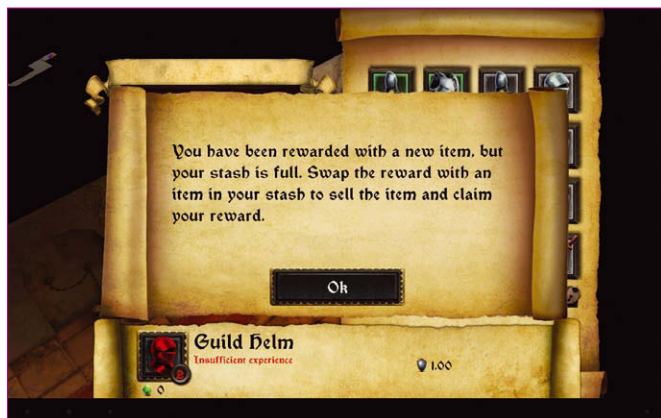 You have been rewarded with a new item, but
your stash is full. Swap the reward with an
item in your stash to sell the item and claim
your reward.
Ok
Guild Helm
Insufficient experience
1.00
0